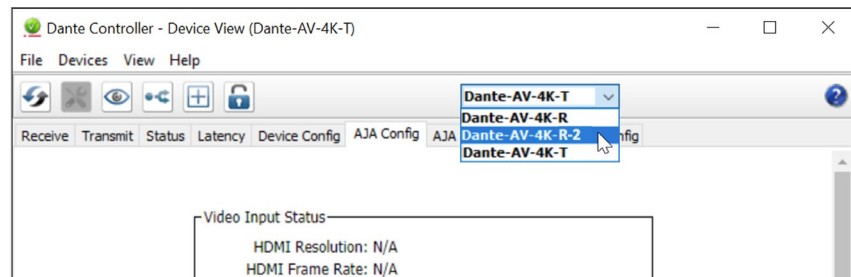 Dante Controller - Device View (Dante-AV-4K-T)
File Devices View Help
Dante-AV-4K-T
Dante-AV-4K-R
Dante-AV-4K-R-2
Dante-AV-4K-T
Receive Transmit Status Latency Device Config AJA Config AJA
Video Input Status
HDMI Resolution: N/A
HDMI Frame Rate: N/A